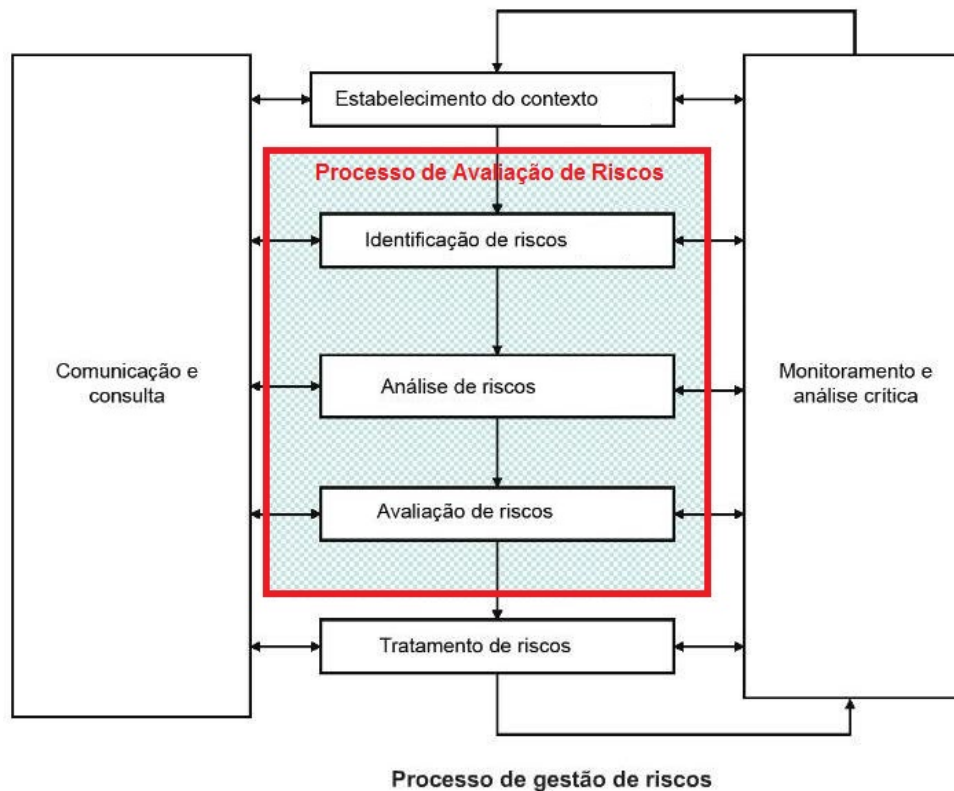 Estabelecimento do contexto
Processo de Avaliação de Riscos
Identificação de riscos
Comunicação e
consulta
Análise de riscos
Monitoramento e
análise crítica
Avaliação de riscos
Tratamento de riscos
Processo de gestão de riscos